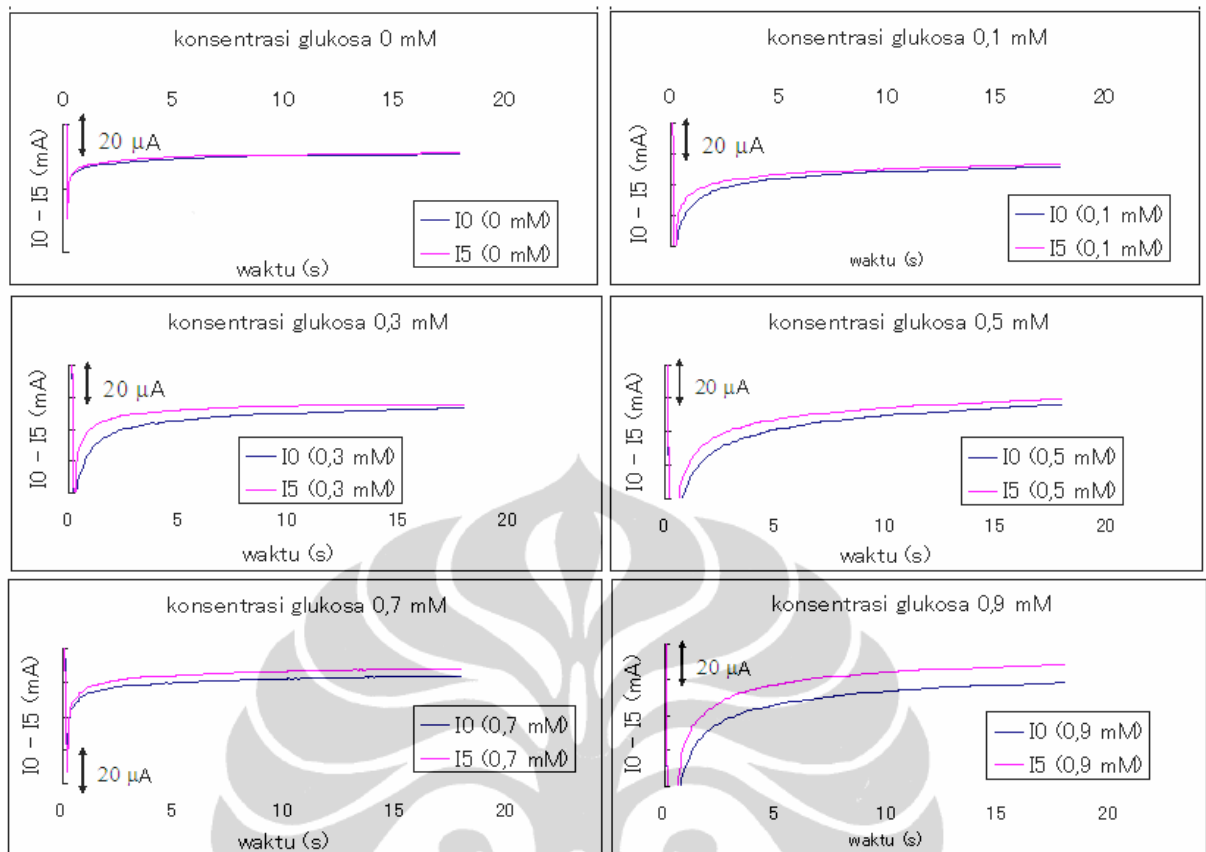 konsentrasi glukosa 0 mM
0 5 10 15 20
20 µA
I0 - I5 (mA)
I0 (0 mM)
I5 (0 mM)
waktu (s)
konsentrasi glukosa 0,1 mM
0 5 10 15 20
20 µA
I0 - I5 (mA)
I0 (0,1 mM)
I5 (0,1 mM)
waktu (s)
konsentrasi glukosa 0,3 mM
20 µA
I0 - I5 (mA)
I0 (0,3 mM)
I5 (0,3 mM)
0 5 10 15 20
waktu (s)
konsentrasi glukosa 0,5 mM
20 µA
I0 - I5 (mA)
I0 (0,5 mM)
I5 (0,5 mM)
0 5 10 15 20
waktu (s)
konsentrasi glukosa 0,7 mM
I0 - I5 (mA)
I0 (0,7 mM)
I5 (0,7 mM)
20 µA
0 5 10 15 20
waktu (s)
konsentrasi glukosa 0,9 mM
20 µA
I0 - I5 (mA)
I0 (0,9 mM)
I5 (0,9 mM)
0 5 10 15 20
waktu (s)